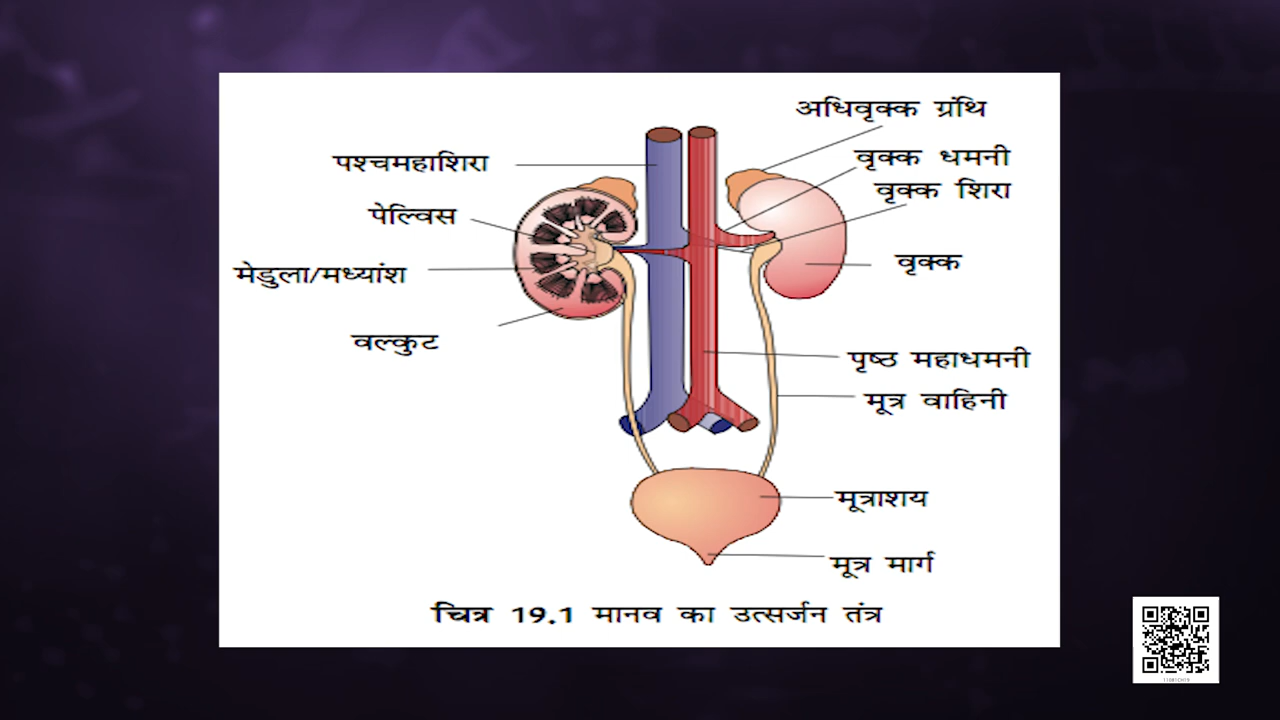 अधिवृक्क ग्रंथि
वृक्क धमनी
पश्चमहाशिरा
वृक्क शिरा
पेल्विस
वृक्क
मेडुला/मध्यांश
वल्कुट
पृष्ठ महाधमनी
मूत्र वाहिनी
मूत्राशय
मूत्र मार्ग
चित्र 19.1 मानव का उत्सर्जन तंत्र